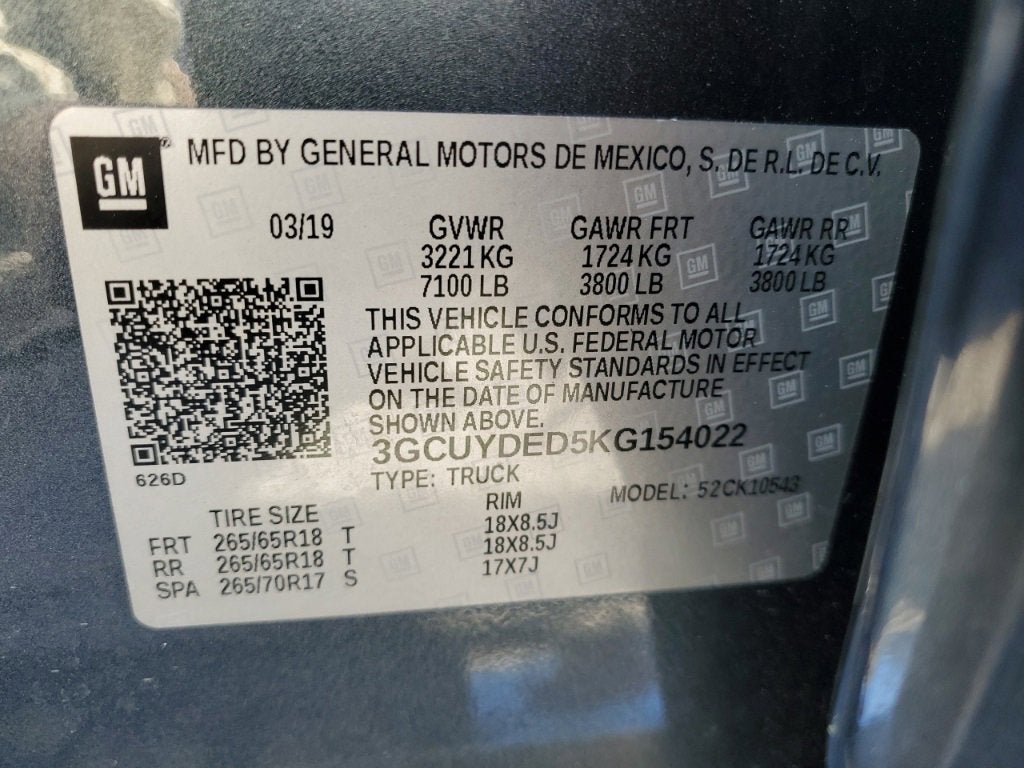 GM ® MFD BY GENERAL MOTORS DE MEXICO, S. DE R.L. DE C.V.
03/19 GVWR GAWR FRT GAWR RR
3221 KG 1724 KG 1724 KG
7100 LB 3800 LB 3800 LB
THIS VEHICLE CONFORMS TO ALL
APPLICABLE U.S. FEDERAL MOTOR
VEHICLE SAFETY STANDARDS IN EFFECT
ON THE DATE OF MANUFACTURE
SHOWN ABOVE.
3GCUYDED5KG154022
626D TYPE: TRUCK MODEL: 52CK10543
TIRE SIZE RIM
FRT 265/65R18 T 18X8.5J
RR 265/65R18 T 18X8.5J
SPA 265/70R17 S 17X7J